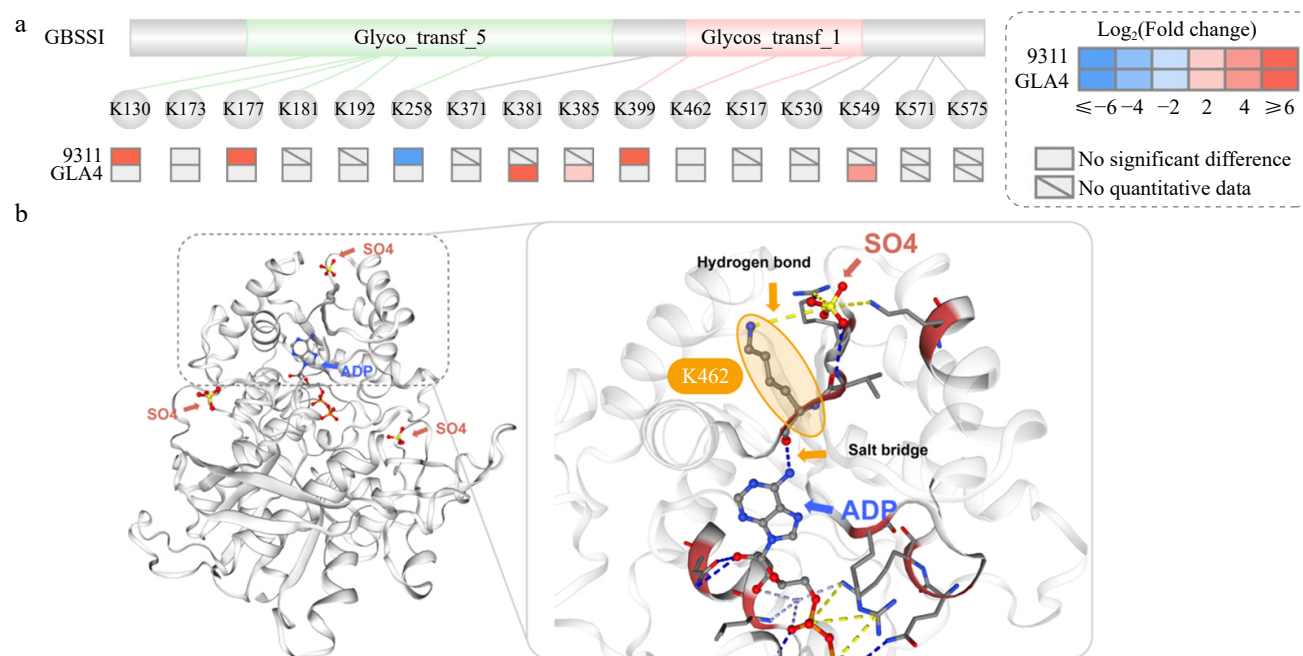 a
GBSSI
Glyco_transf_5
Glycos_transf_1
K130 K173 K177 K181 K192 K258 K371 K381 K385 K399 K462 K517 K530 K549 K571 K575
9311
GLA4
Log₂(Fold change)
9311
GLA4
⩽−6 −4 −2 2 4 ⩾6
No significant difference
No quantitative data
b
SO4
ADP
SO4
SO4
SO4
Hydrogen bond
K462
Salt bridge
ADP